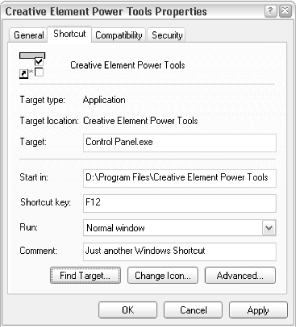 Creative Element Power Tools Properties
General Shortcut Compatibility Security
Creative Element Power Tools
Target type: Application
Target location: Creative Element Power Tools
Target: Control Panel.exe
Start in: D:\Program Files\Creative Element Power Tools
Shortcut key: F12
Run: Normal window
Comment: Just another Windows Shortcut
Find Target... Change Icon... Advanced...
OK Cancel Apply